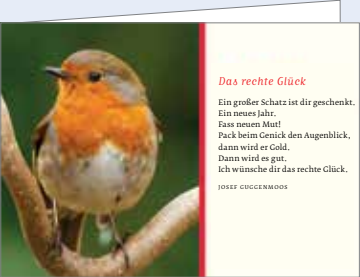 Das rechte Glück
Ein großer Schatz ist dir geschenkt.
Ein neues Jahr.
Fass neuen Mut!
Pack beim Genick den Augenblick,
dann wird er Gold.
Dann wird es gut.
Ich wünsche dir das rechte Glück.
JOSEF GUGGENMOOS